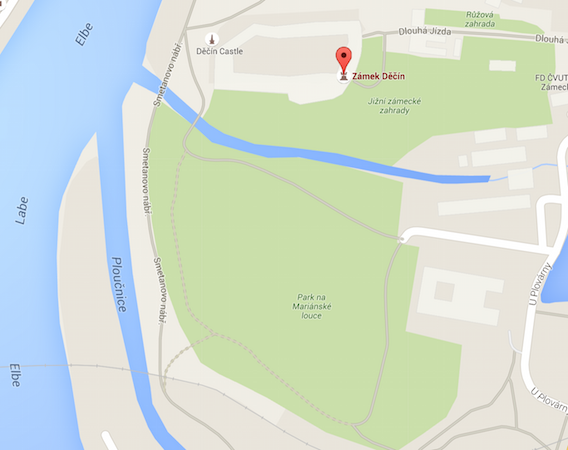 Elbe
Růžová
zahrada
Dlouhá Jízda
Dlouhá J
Děčín Castle
Zámek Děčín
FD ČVUT
Zámec
Jižní zámecké
zahrady
Smetanovo nábř.
Smetanovo nábř.
Smetanovo nábř.
Labe
Ploučnice
Park na
Mariánské
louce
U Plovárny
U Plovárny
Elbe